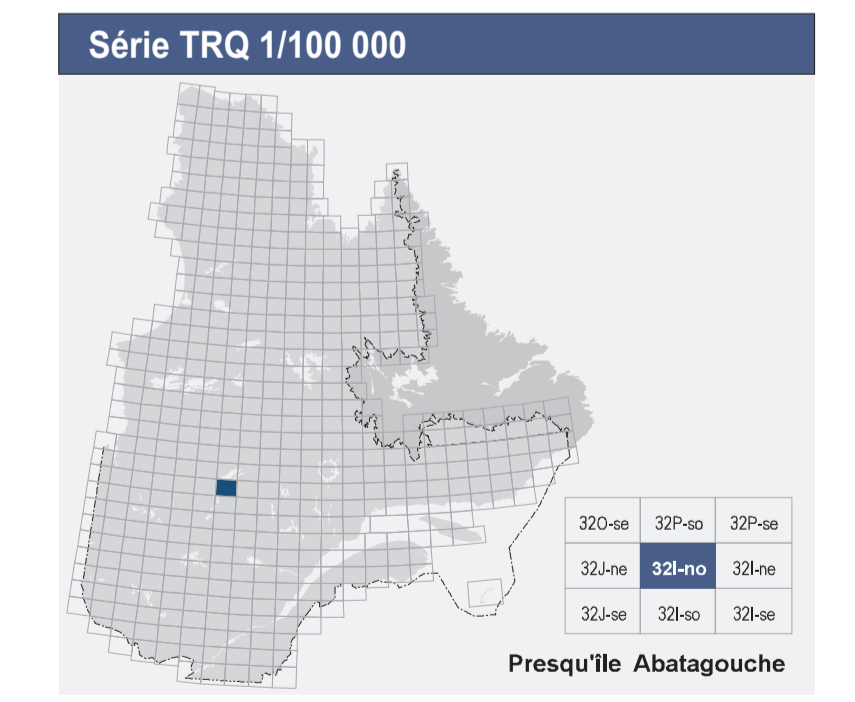 Série TRQ 1/100 000
32O-se 32P-so 32P-se
32J-ne 32I-no 32I-ne
32J-se 32I-so 32I-se
Presqu'île Abatagouche